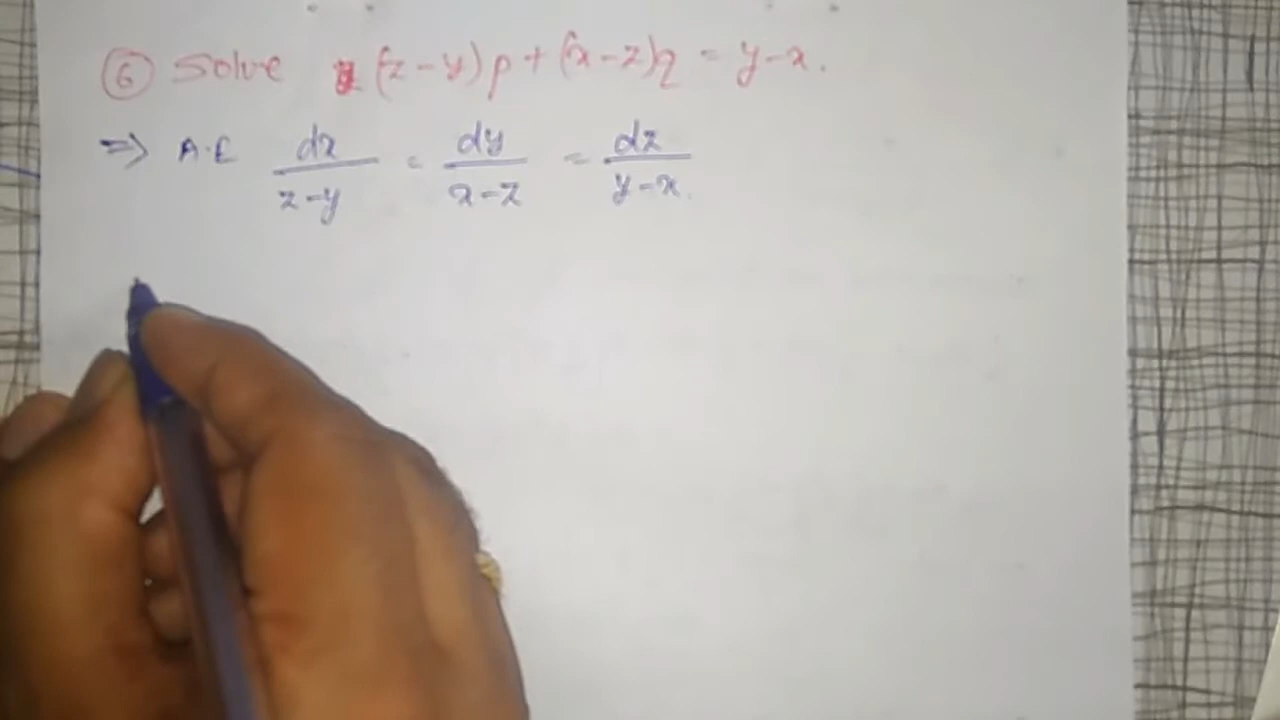 ⑥ Solve (z-y)p + (x-z)q = y-x.
⇒ A.E dx/z-y = dy/x-z = dz/y-x.